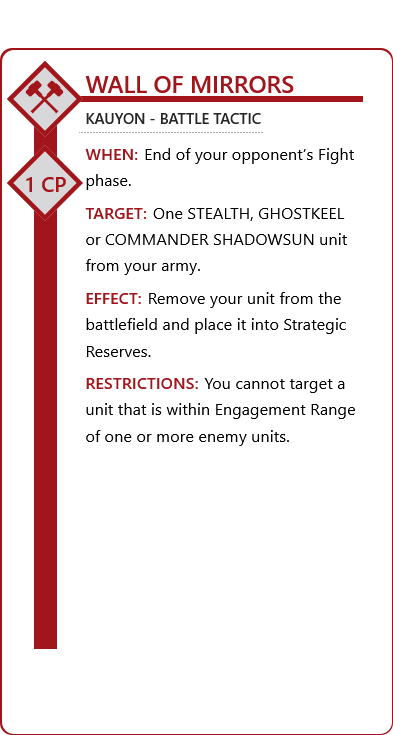 WALL OF MIRRORS
KAUYON - BATTLE TACTIC
1 CP
WHEN: End of your opponent's Fight
phase.
TARGET: One STEALTH, GHOSTKEEL
or COMMANDER SHADOWSUN unit
from your army.
EFFECT: Remove your unit from the
battlefield and place it into Strategic
Reserves.
RESTRICTIONS: You cannot target a
unit that is within Engagement Range
of one or more enemy units.